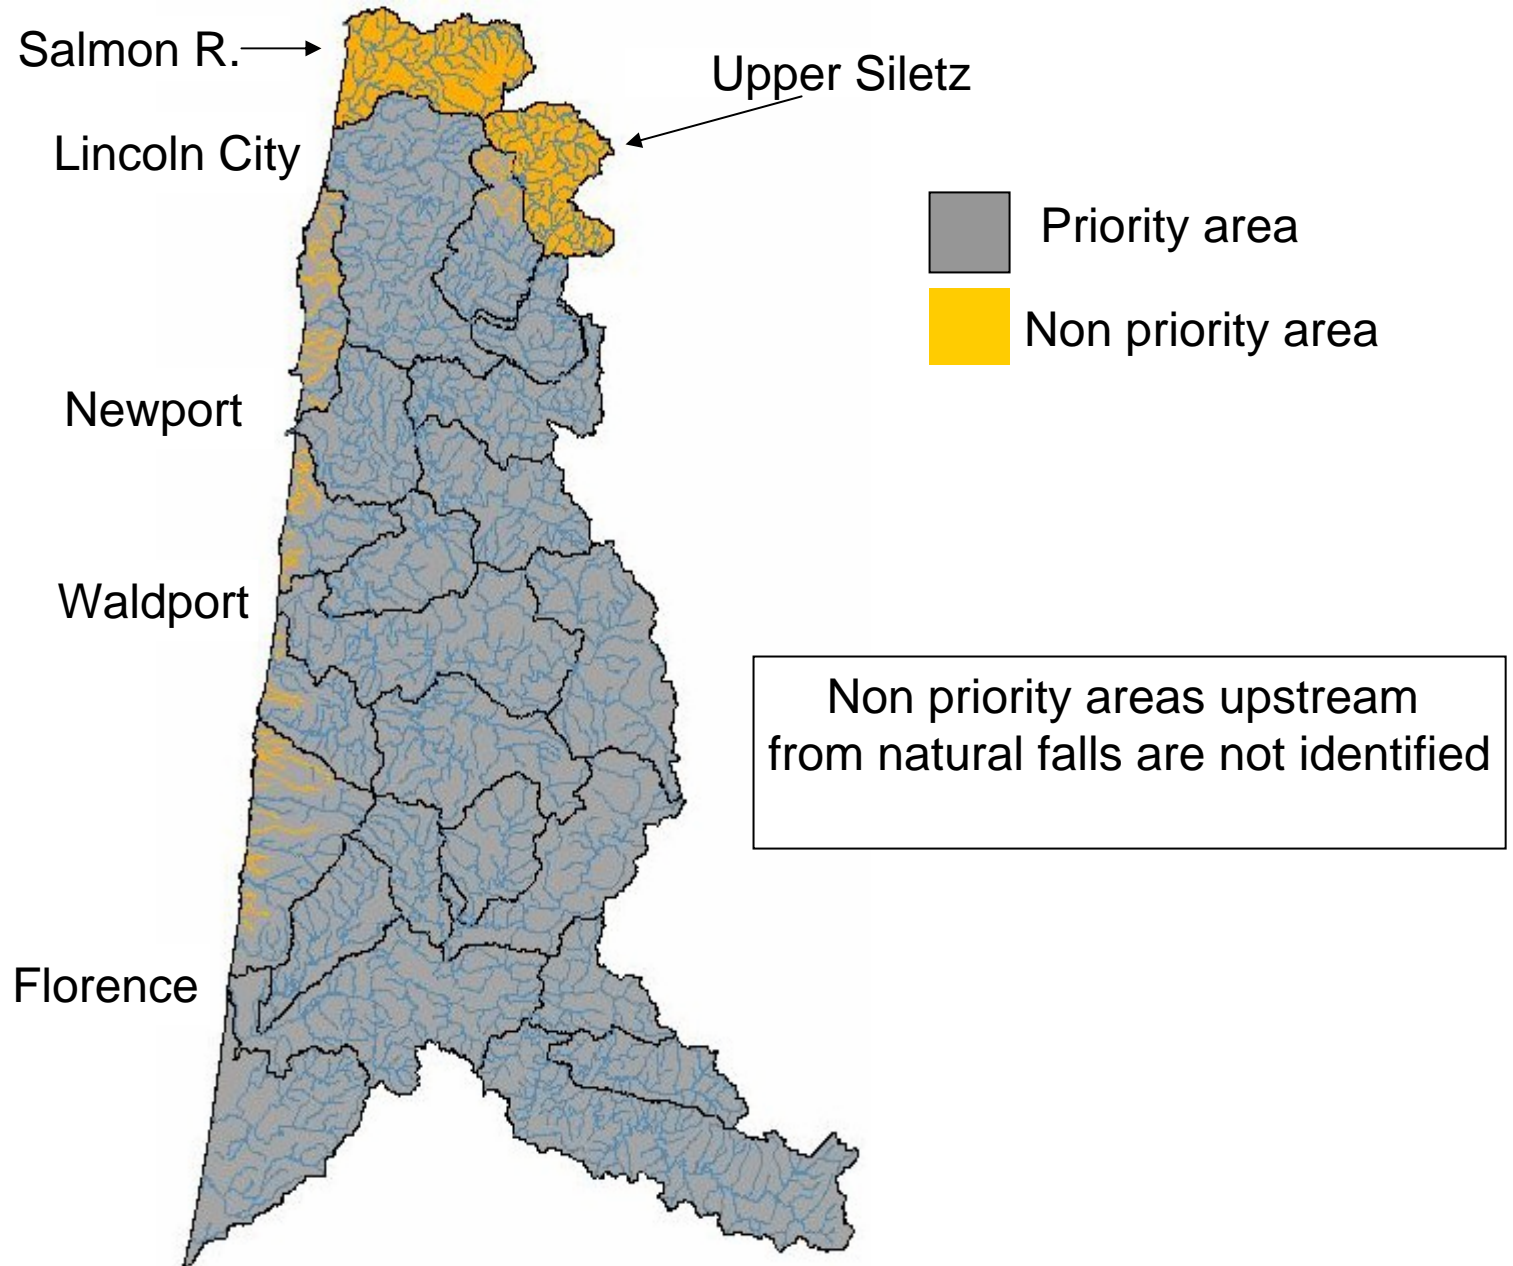 Salmon R.
Upper Siletz
Lincoln City
Priority area
Non priority area
Newport
Waldport
Non priority areas upstream
from natural falls are not identified
Florence